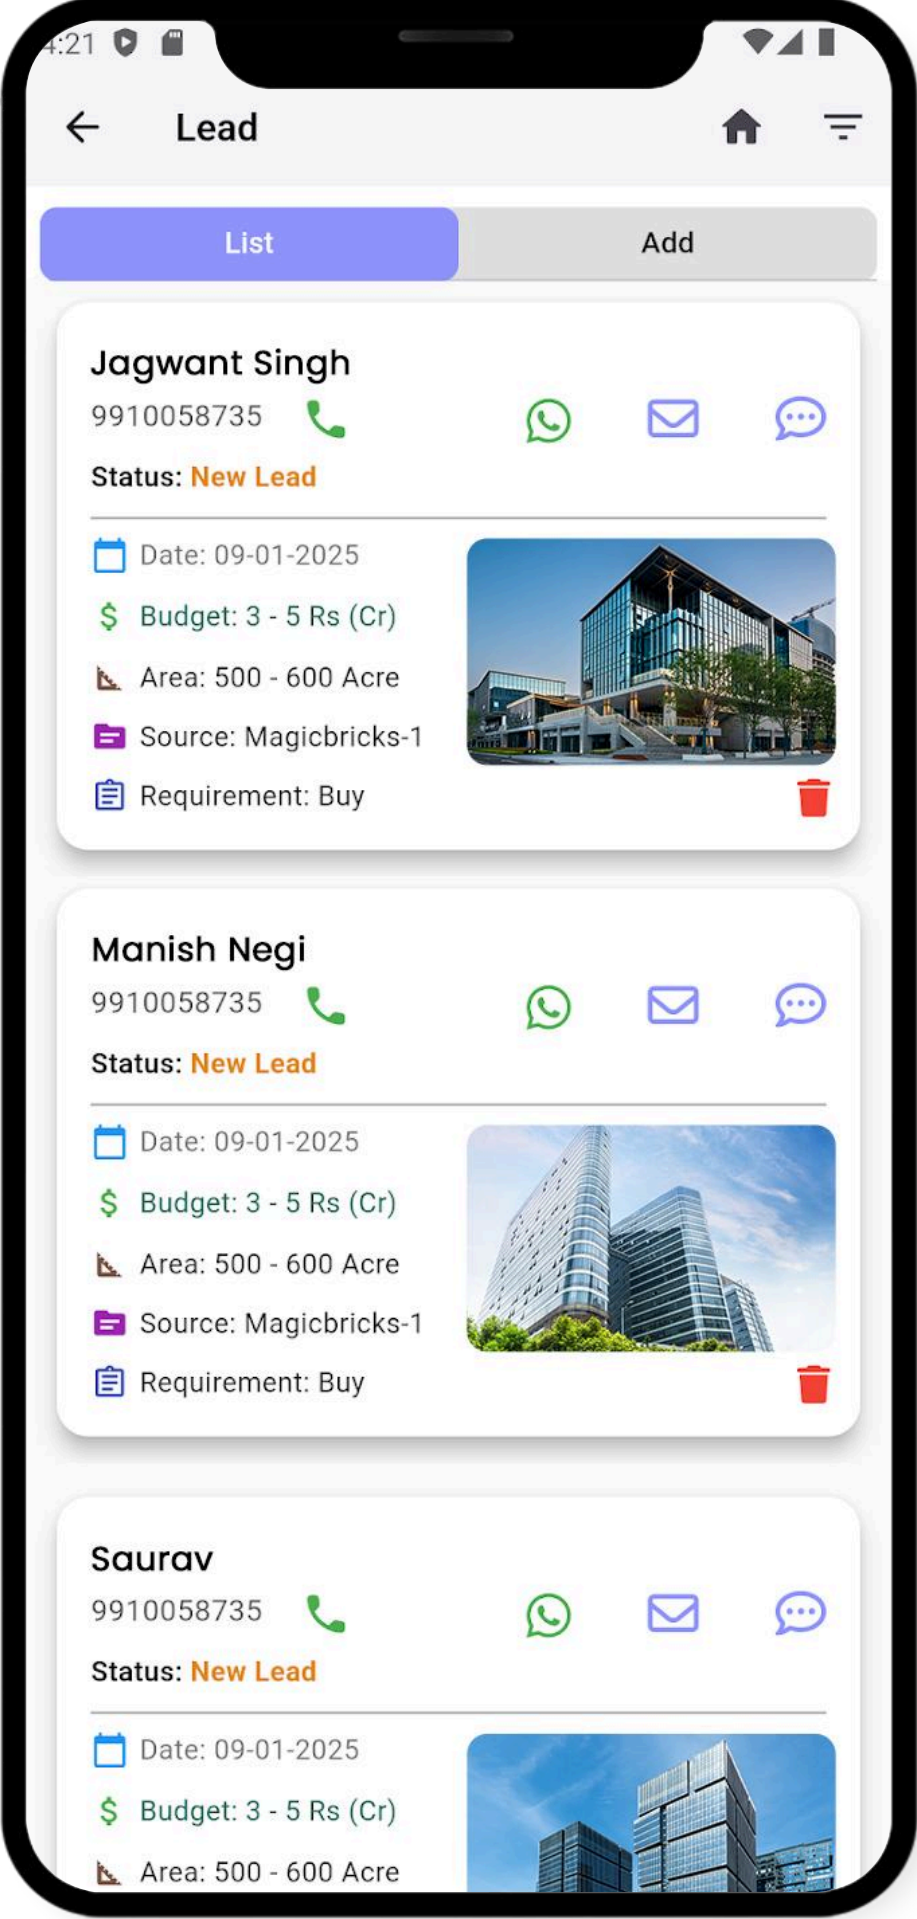 4:21
Lead
List
Add
Jagwant Singh
9910058735
Status: New Lead
Date: 09-01-2025
Budget: 3 - 5 Rs (Cr)
Area: 500 - 600 Acre
Source: Magicbricks-1
Requirement: Buy
Manish Negi
9910058735
Status: New Lead
Date: 09-01-2025
Budget: 3 - 5 Rs (Cr)
Area: 500 - 600 Acre
Source: Magicbricks-1
Requirement: Buy
Saurav
9910058735
Status: New Lead
Date: 09-01-2025
Budget: 3 - 5 Rs (Cr)
Area: 500 - 600 Acre